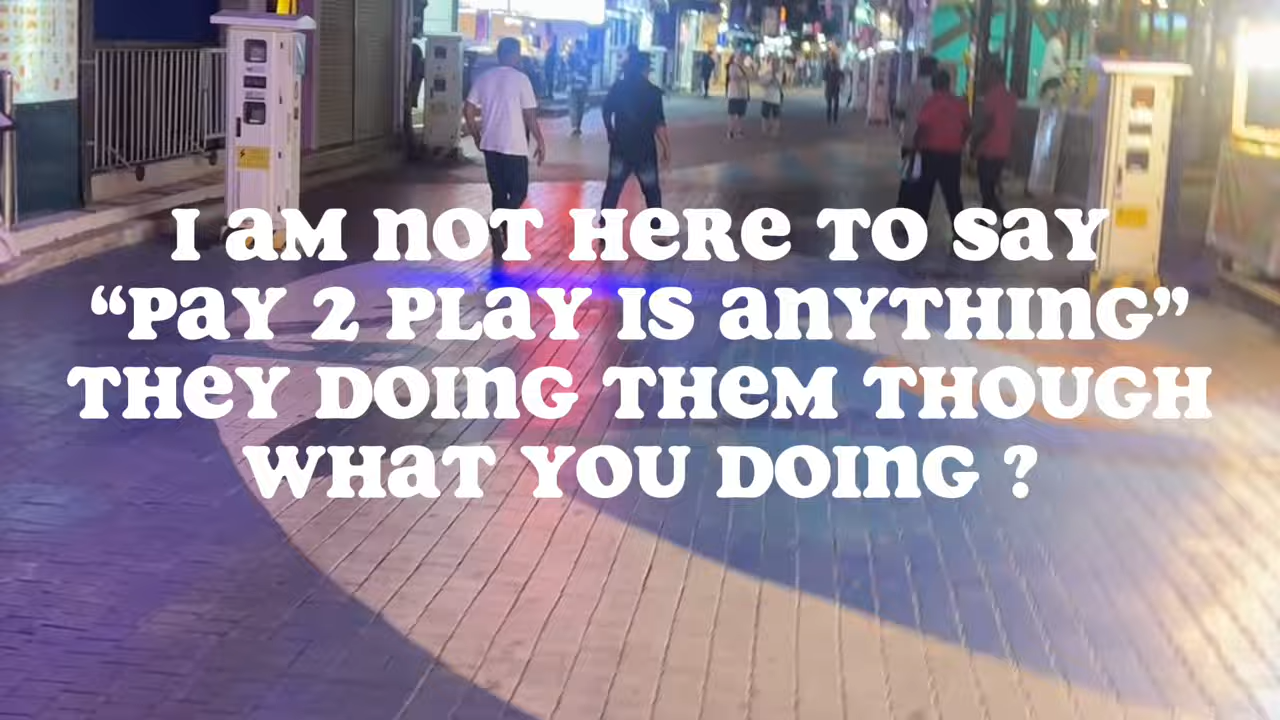 I aM nOT HeRe TO SaY
“PaY 2 PLaY IS anYTHInG”
THeY DOInG THeM THOUGH
WHaT YOU DOInG ?